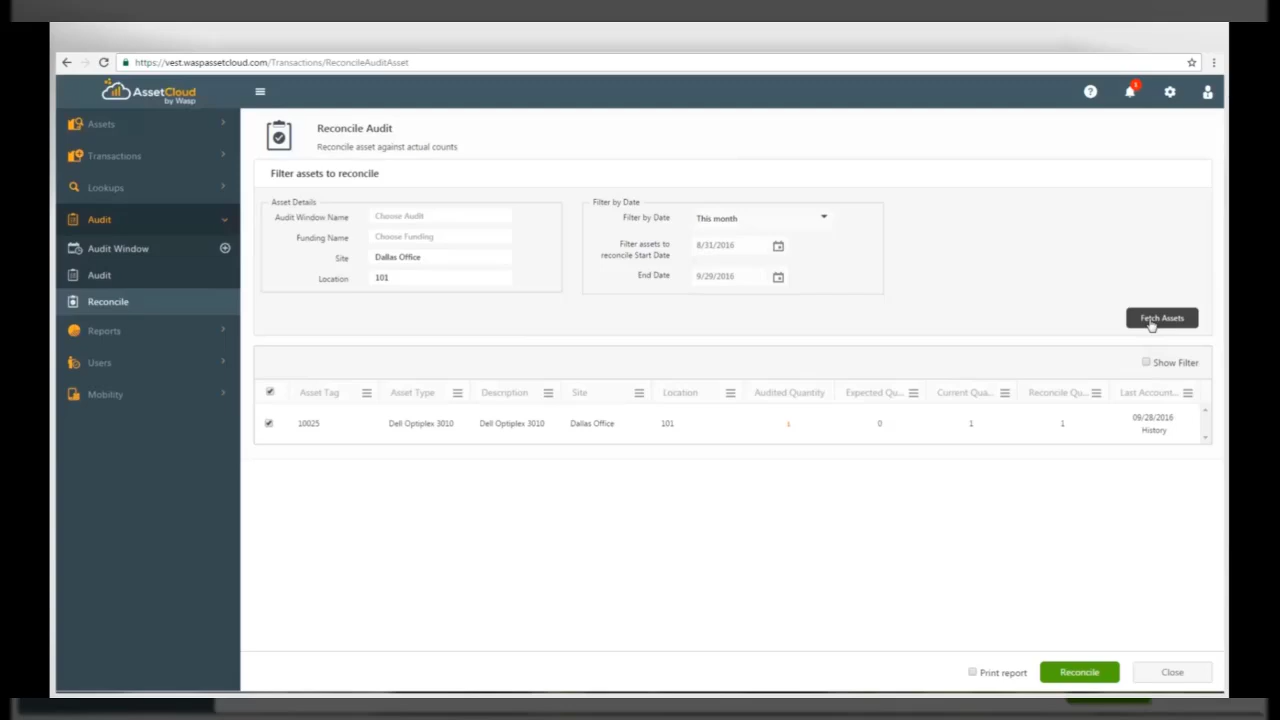 https://vest.waspassetcloud.com/Transactions/ReconcileAuditAsset
AssetCloud
by Wasp
1
Assets
Transactions
Lookups
Audit
Audit Window
Audit
Reconcile
Reports
Users
Mobility
Reconcile Audit
Reconcile asset against actual counts
Filter assets to reconcile
Asset Details
Audit Window Name Choose Audit
Funding Name Choose Funding
Site Dallas Office
Location 101
Filter by Date
Filter by Date This month
Filter assets to
reconcile Start Date 8/31/2016
End Date 9/29/2016
Fetch Assets
Show Filter
Asset Tag Asset Type Description Site Location Audited Quantity Expected Qu... Current Qua... Reconcile Qu... Last Account...
10025 Dell Optiplex 3010 Dell Optiplex 3010 Dallas Office 101 1 0 1 1 09/28/2016
History
Print report Reconcile Close